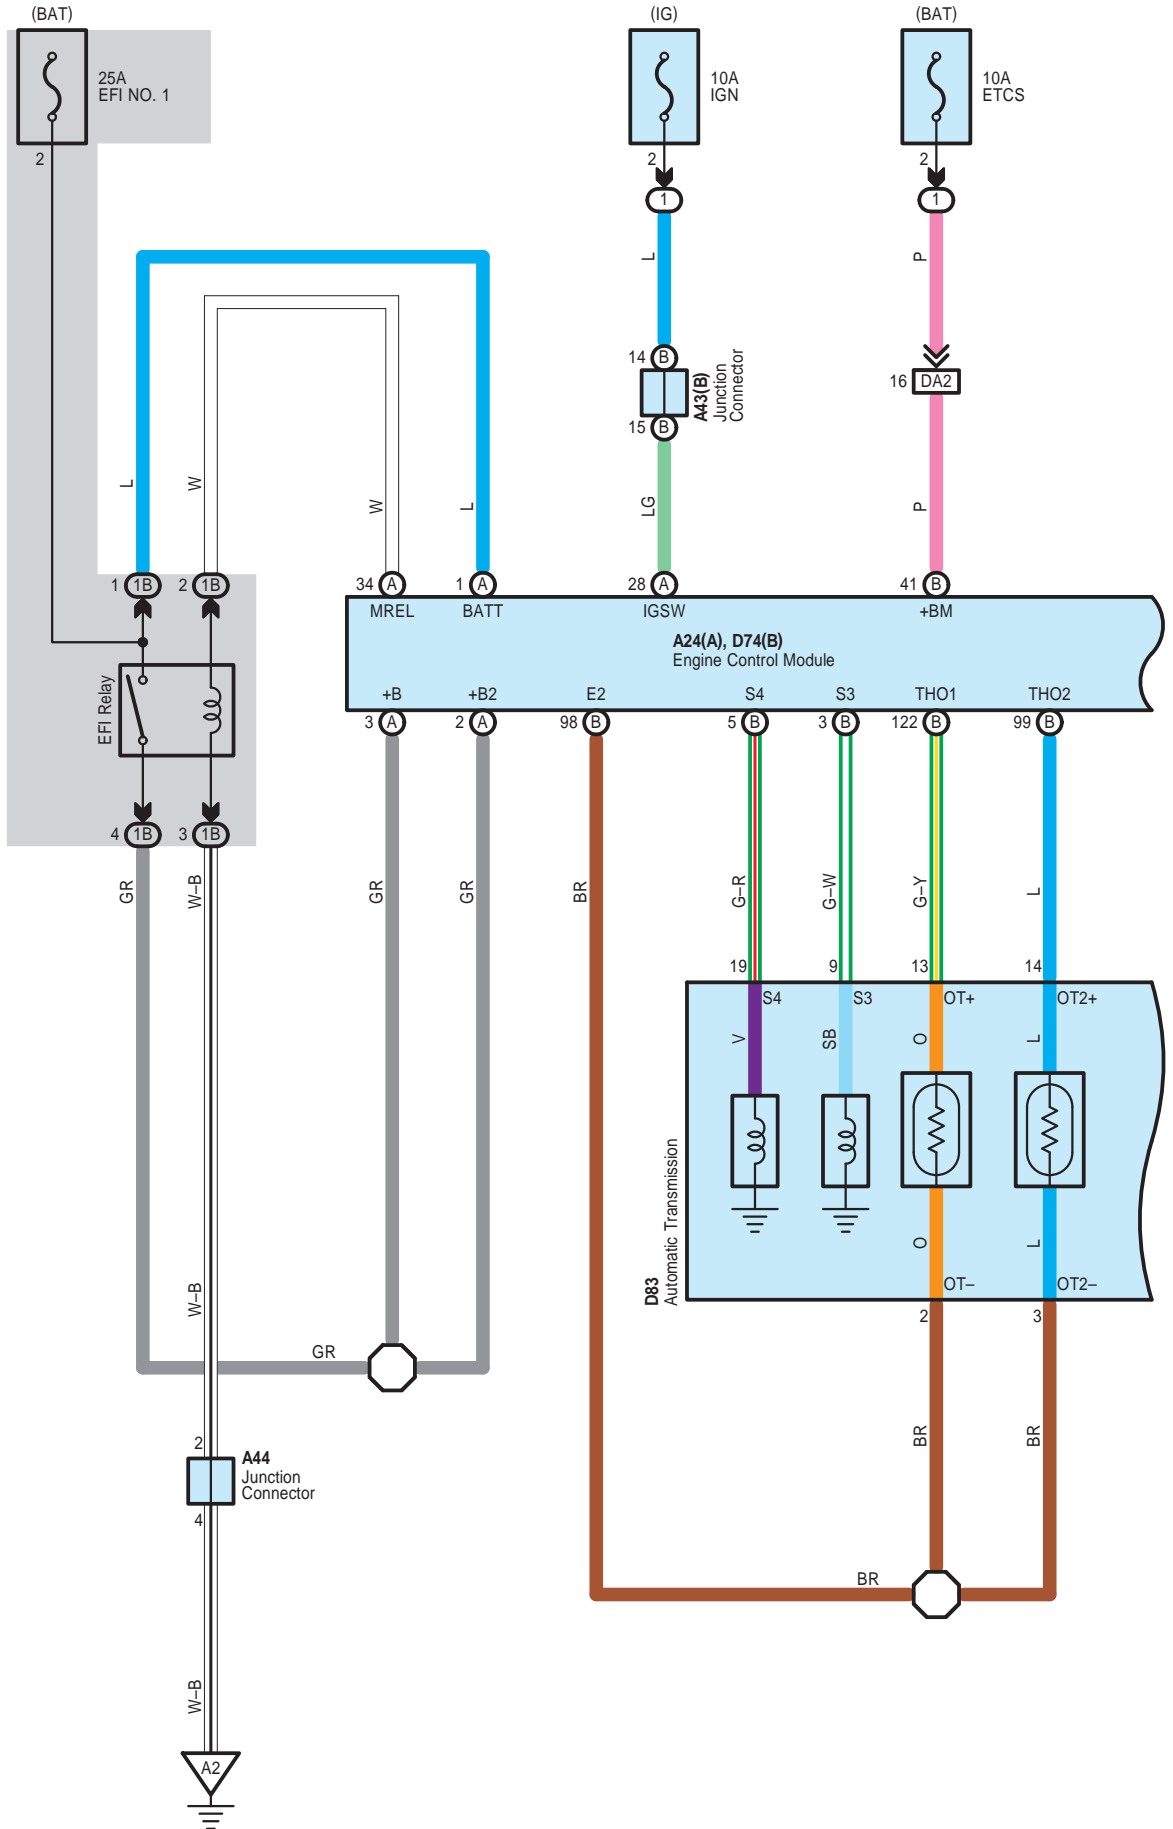 (BAT)
(IG)
(BAT)
25A
EFI NO. 1
10A
IGN
10A
ETCS
2
2
2
1
1
L
P
14 B
A43(B)
Junction
Connector
16 DA2
15 B
L
W
W
L
LG
P
1 1B
2 1B
34 A
1 A
28 A
41 B
MREL
BATT
IGSW
+BM
A24(A), D74(B)
Engine Control Module
EFI Relay
+B
+B2
E2
S4
S3
THO1
THO2
3 A
2 A
98 B
5 B
3 B
122 B
99 B
4 1B
3 1B
GR
W–B
GR
GR
BR
G–R
G–W
G–Y
L
19
9
13
14
S4
S3
OT+
OT2+
V
SB
O
L
D83
Automatic Transmission
O
L
OT–
OT2–
W–B
2
3
GR
BR
BR
2
A44
Junction
Connector
4
BR
W–B
A2